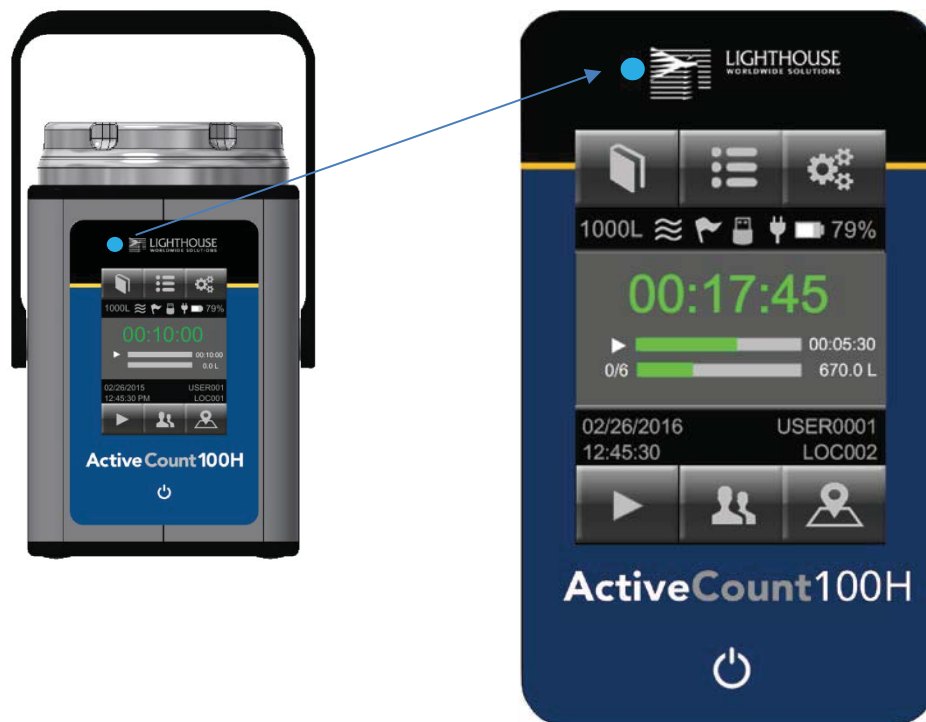 LIGHTHOUSE
WORLDWIDE SOLUTIONS
1000L 79%
00:10:00
00:10:00
0.0 L
02/26/2015 USER001
12:45:30 PM LOC001
ActiveCount100H
LIGHTHOUSE
WORLDWIDE SOLUTIONS
1000L 79%
00:17:45
00:05:30
0/6 670.0 L
02/26/2016 USER0001
12:45:30 LOC002
ActiveCount100H